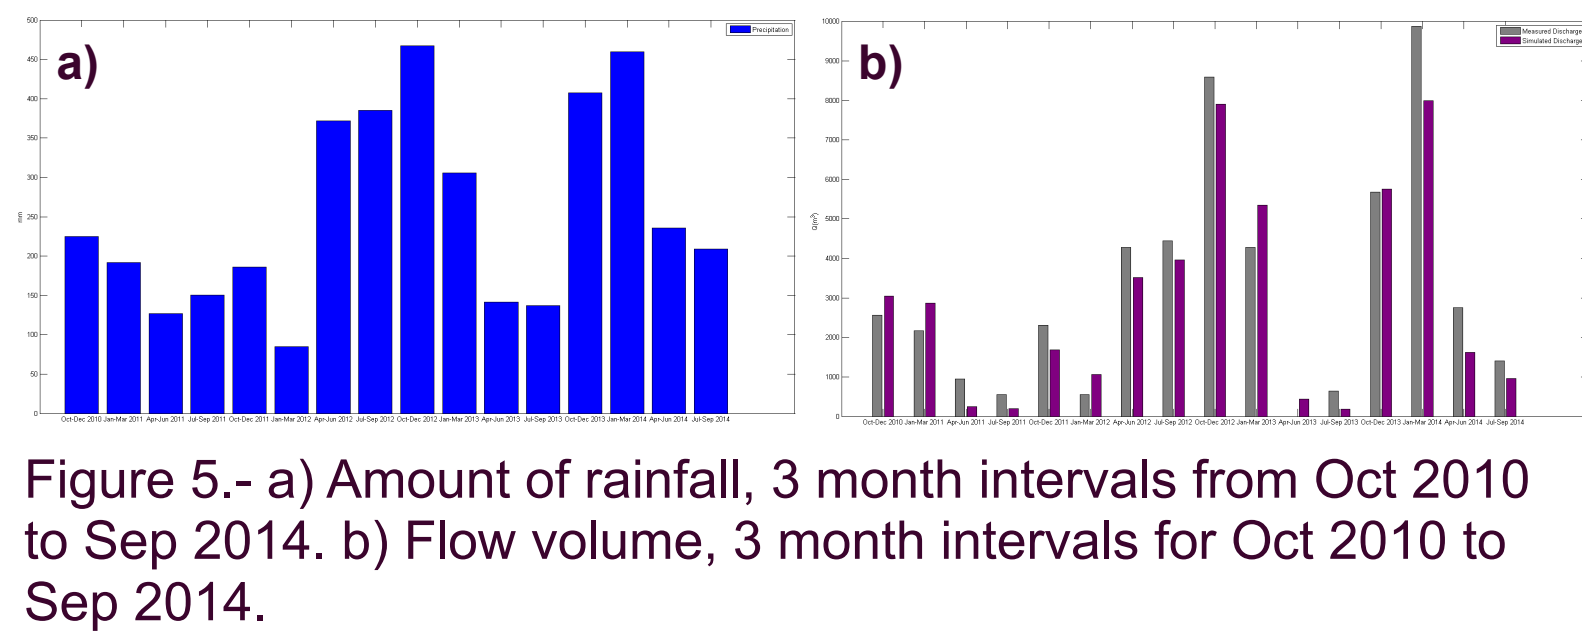 a)
Precipitation
500
450
400
350
300
250
200
150
100
50
0
mm
Oct-Dec 2010 Jan-Mar 2011 Apr-Jun 2011 Jul-Sep 2011 Oct-Dec 2011 Jan-Mar 2012 Apr-Jun 2012 Jul-Sep 2012 Oct-Dec 2012 Jan-Mar 2013 Apr-Jun 2013 Jul-Sep 2013 Oct-Dec 2013 Jan-Mar 2014 Apr-Jun 2014 Jul-Sep 2014
b)
Measured Discharge
Simulated Discharge
10000
9000
8000
7000
6000
5000
4000
3000
2000
1000
0
Q(m³)
Oct-Dec 2010 Jan-Mar 2011 Apr-Jun 2011 Jul-Sep 2011 Oct-Dec 2011 Jan-Mar 2012 Apr-Jun 2012 Jul-Sep 2012 Oct-Dec 2012 Jan-Mar 2013 Apr-Jun 2013 Jul-Sep 2013 Oct-Dec 2013 Jan-Mar 2014 Apr-Jun 2014 Jul-Sep 2014
Figure 5.- a) Amount of rainfall, 3 month intervals from Oct 2010
to Sep 2014. b) Flow volume, 3 month intervals for Oct 2010 to
Sep 2014.